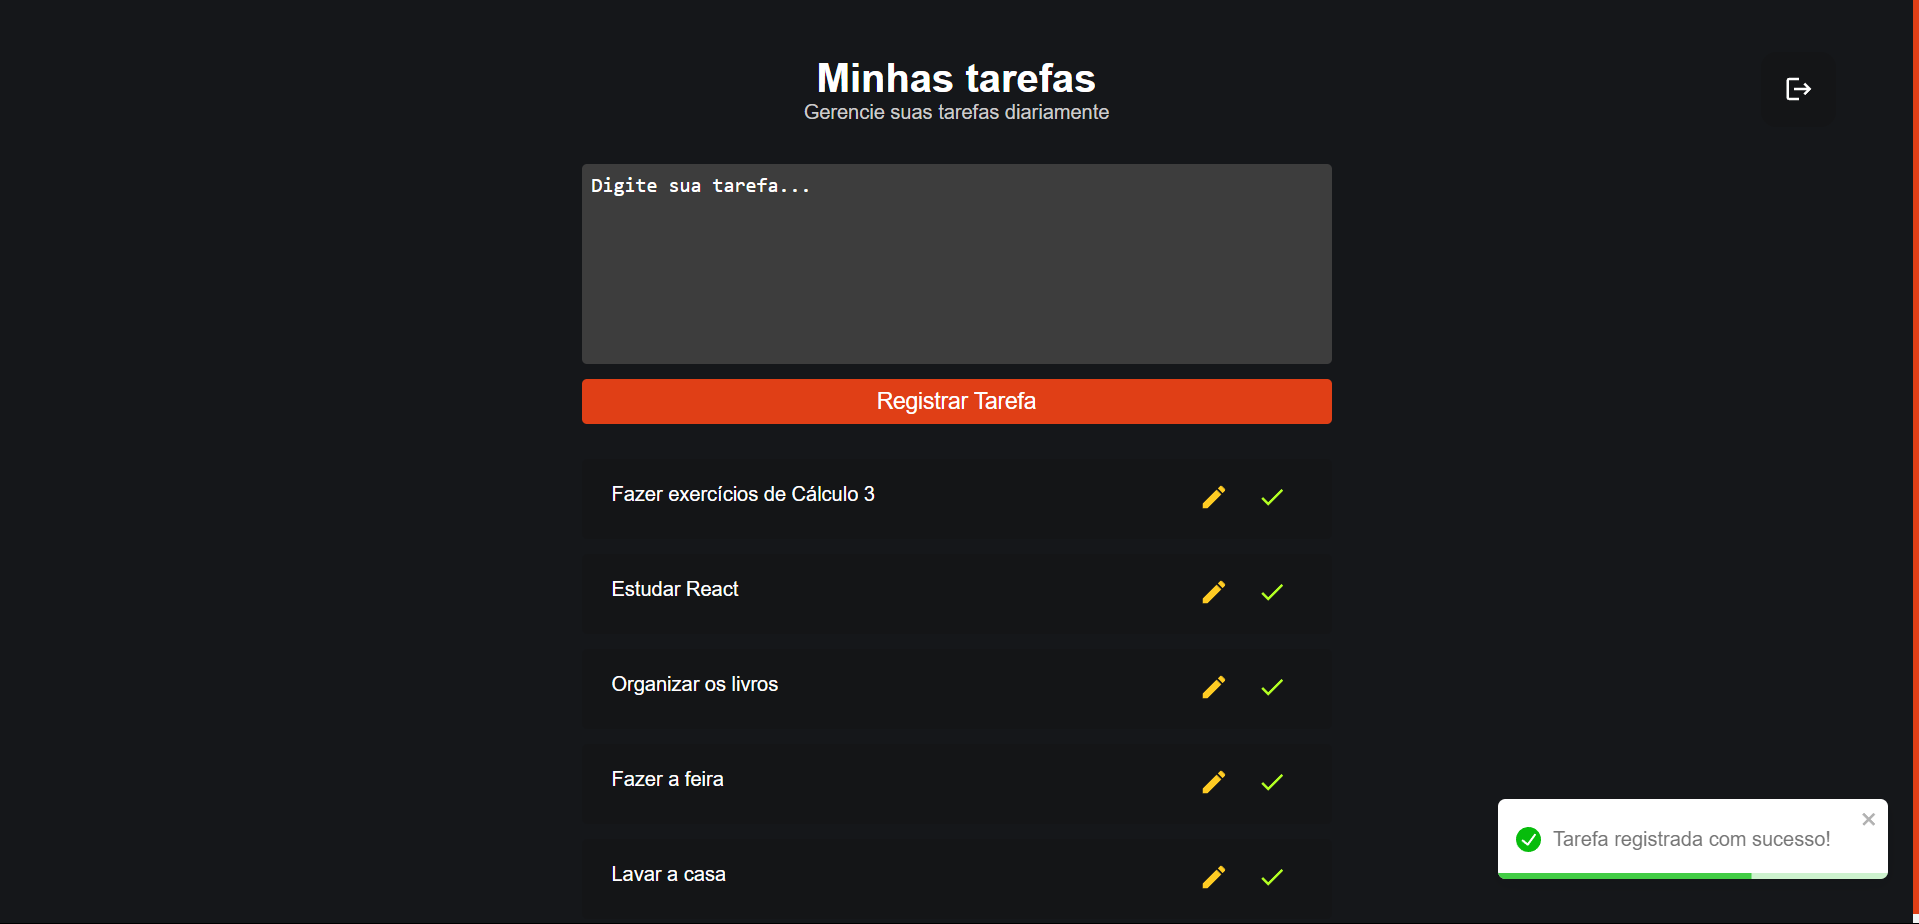 Minhas tarefas
Gerencie suas tarefas diariamente
Digite sua tarefa...
Registrar Tarefa
Fazer exercícios de Cálculo 3
Estudar React
Organizar os livros
Fazer a feira
Lavar a casa
Tarefa registrada com sucesso!